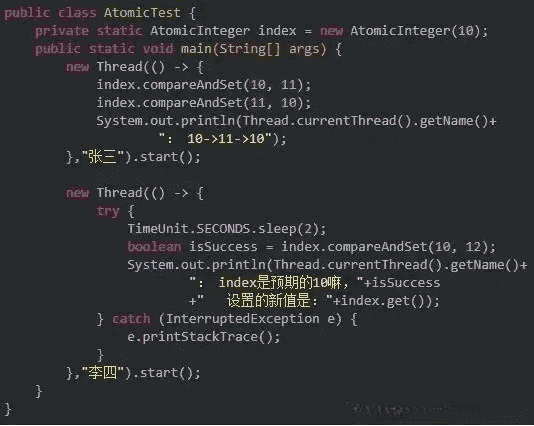 public class AtomicTest {
    private static AtomicInteger index = new AtomicInteger(10);
    public static void main(String[] args) {
        new Thread(() -> {
            index.compareAndSet(10, 11);
            index.compareAndSet(11, 10);
            System.out.println(Thread.currentThread().getName()+
                    "： 10->11->10");
        },"张三").start();

        new Thread(() -> {
            try {
                TimeUnit.SECONDS.sleep(2);
                boolean isSuccess = index.compareAndSet(10, 12);
                System.out.println(Thread.currentThread().getName()+
                        "： index是预期的10嘛，"+isSuccess
                        +"   设置的新值是："+index.get());
            } catch (InterruptedException e) {
                e.printStackTrace();
            }
        },"李四").start();
    }
}